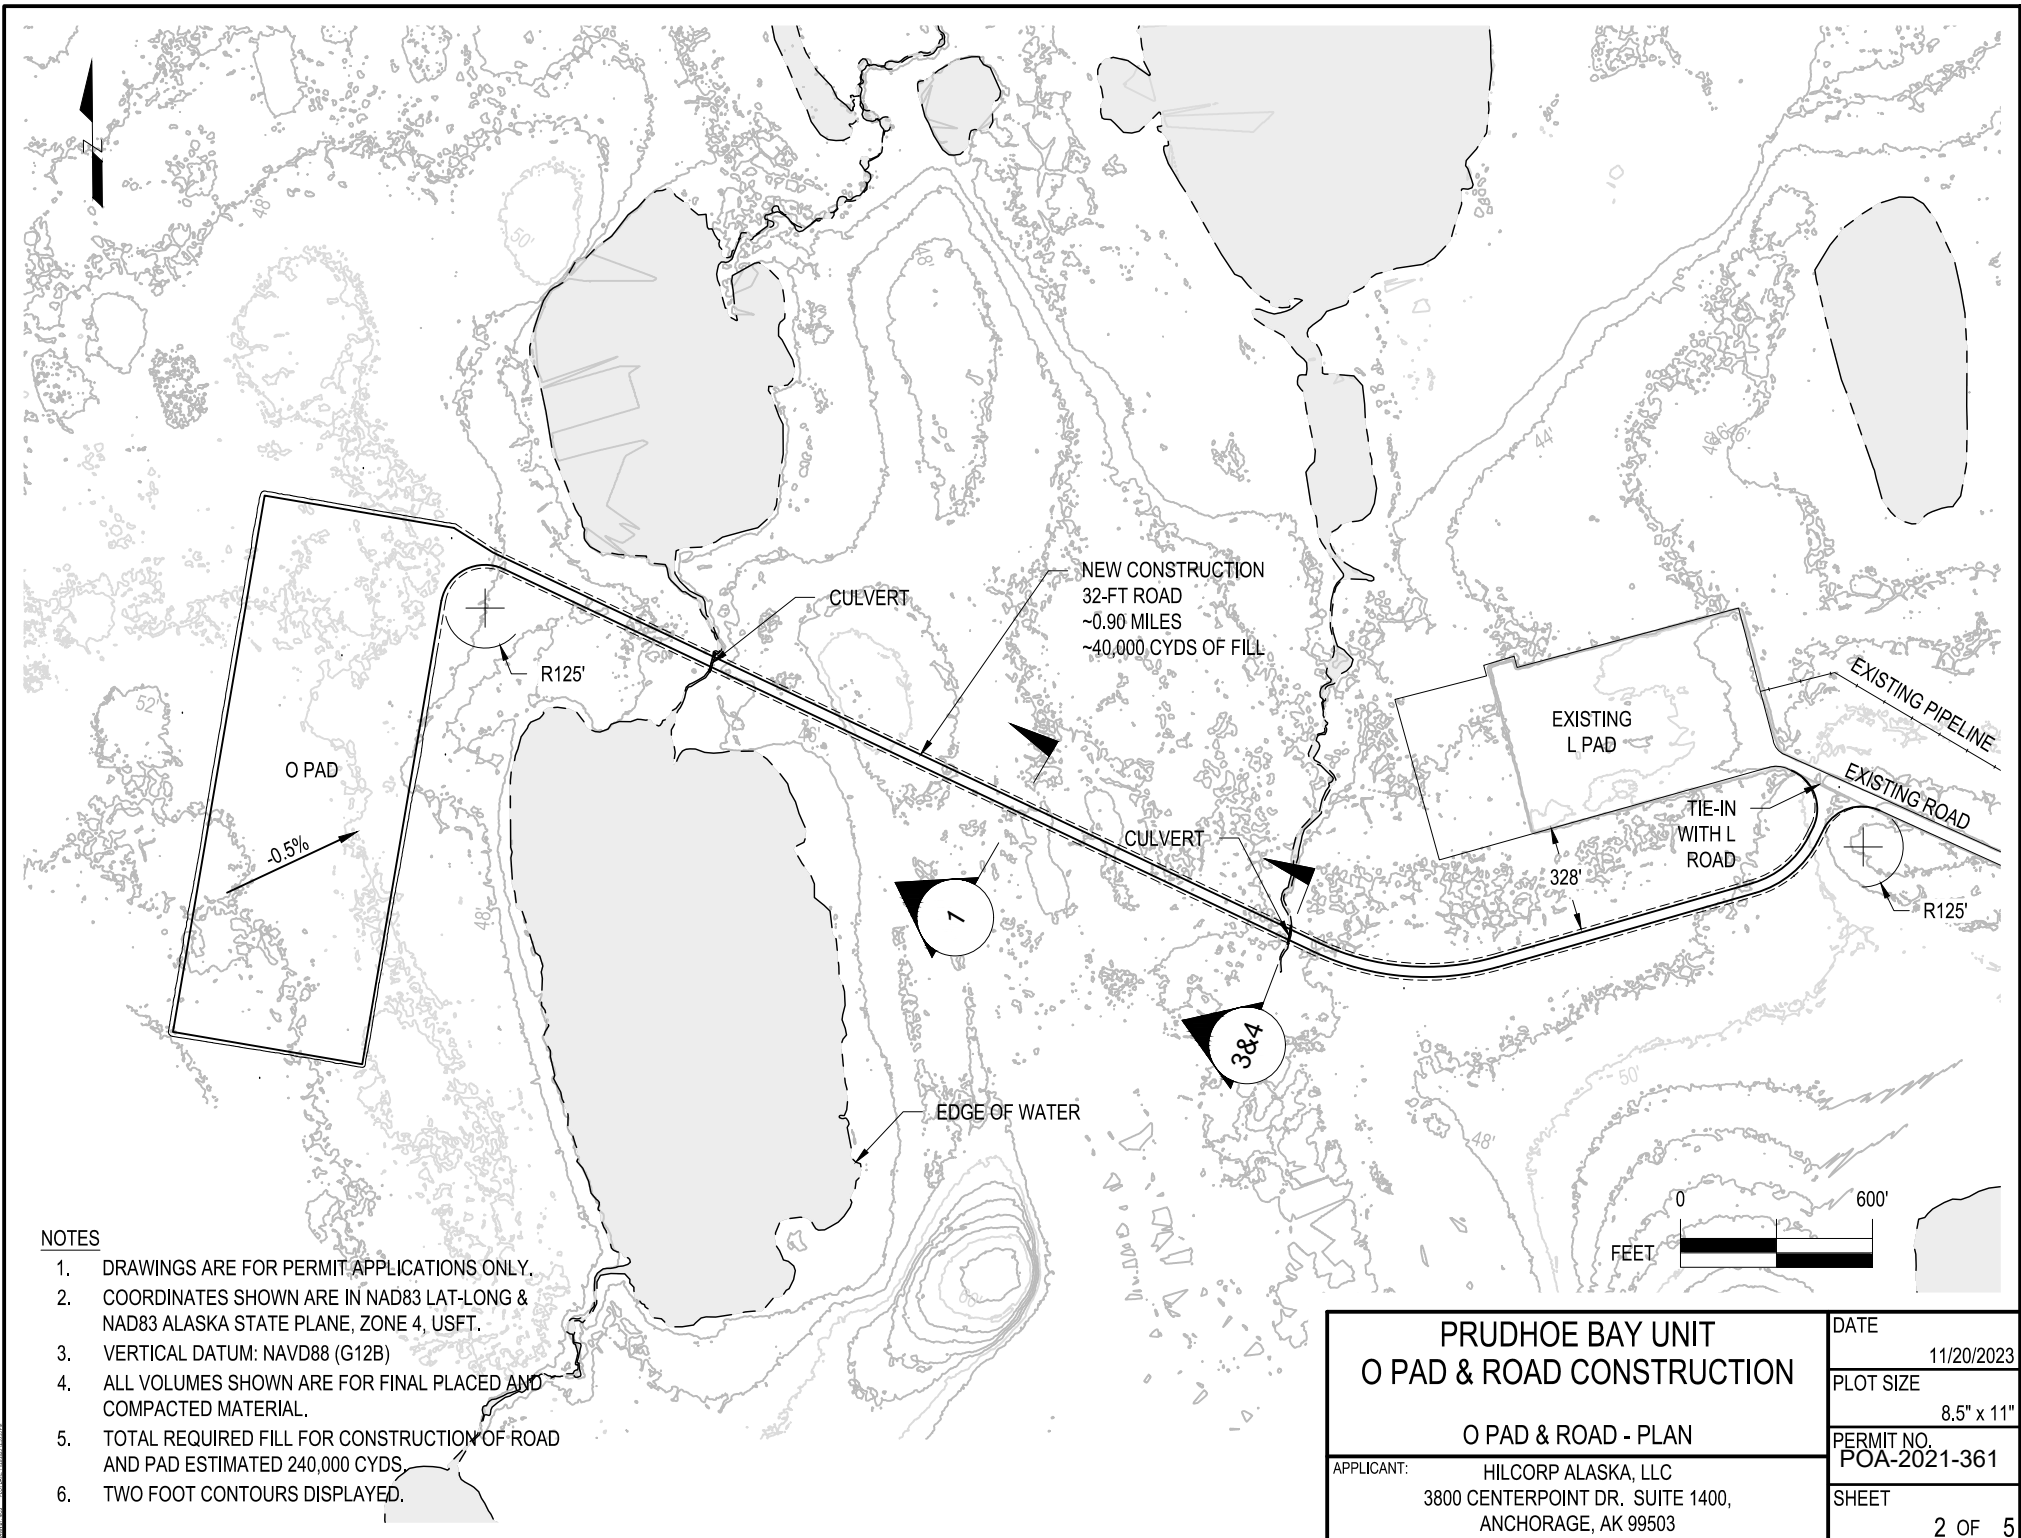 48'
50'
48'
44'
46'
46'
NEW CONSTRUCTION
32-FT ROAD
~0.90 MILES
~40,000 CYDS OF FILL
CULVERT
R125'
52'
O PAD
-0.5%
48'
48'
EXISTING
L PAD
EXISTING PIPELINE
EXISTING ROAD
TIE-IN
WITH L
ROAD
CULVERT
328'
R125'
1
3&4
EDGE OF WATER
50'
48'
60'
0 600'
FEET
NOTES
1. DRAWINGS ARE FOR PERMIT APPLICATIONS ONLY.
2. COORDINATES SHOWN ARE IN NAD83 LAT-LONG &
NAD83 ALASKA STATE PLANE, ZONE 4, USFT.
3. VERTICAL DATUM: NAVD88 (G12B)
4. ALL VOLUMES SHOWN ARE FOR FINAL PLACED AND
COMPACTED MATERIAL.
5. TOTAL REQUIRED FILL FOR CONSTRUCTION OF ROAD
AND PAD ESTIMATED 240,000 CYDS.
6. TWO FOOT CONTOURS DISPLAYED.
PRUDHOE BAY UNIT
O PAD & ROAD CONSTRUCTION
O PAD & ROAD - PLAN
APPLICANT:
HILCORP ALASKA, LLC
3800 CENTERPOINT DR. SUITE 1400,
ANCHORAGE, AK 99503
DATE
11/20/2023
PLOT SIZE
8.5" x 11"
PERMIT NO.
POA-2021-361
SHEET
2 OF 5